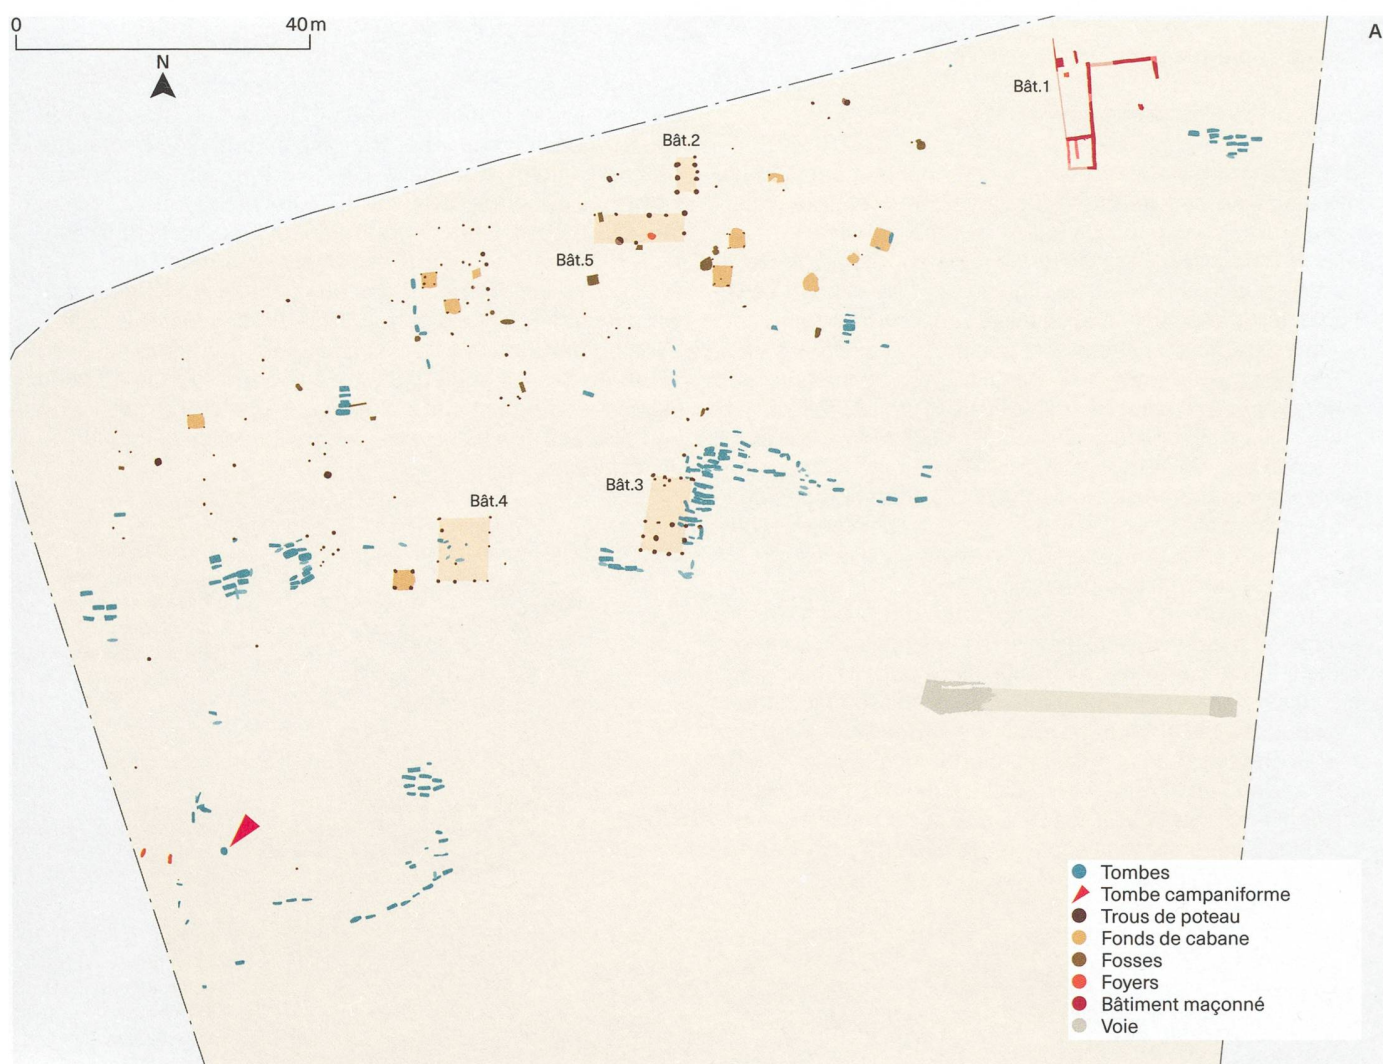 0 40 m
A
N
Bât.1
Bât.2
Bât.5
Bât.3
Bât.4
Tombes
Tombe campaniforme
Trous de poteau
Fonds de cabane
Fosses
Foyers
Bâtiment maçonné
Voie